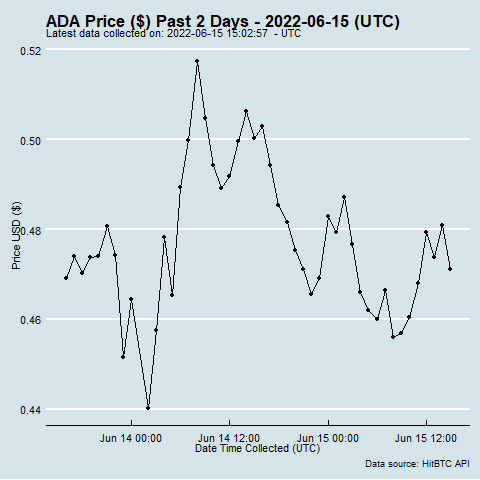 ADA Price ($) Past 2 Days - 2022-06-15 (UTC)
Latest data collected on: 2022-06-15 15:02:57  - UTC
0.52
0.50
0.48
0.46
0.44
Price USD ($)
Jun 14 00:00
Jun 14 12:00
Jun 15 00:00
Jun 15 12:00
Date Time Collected (UTC)
Data source: HitBTC API